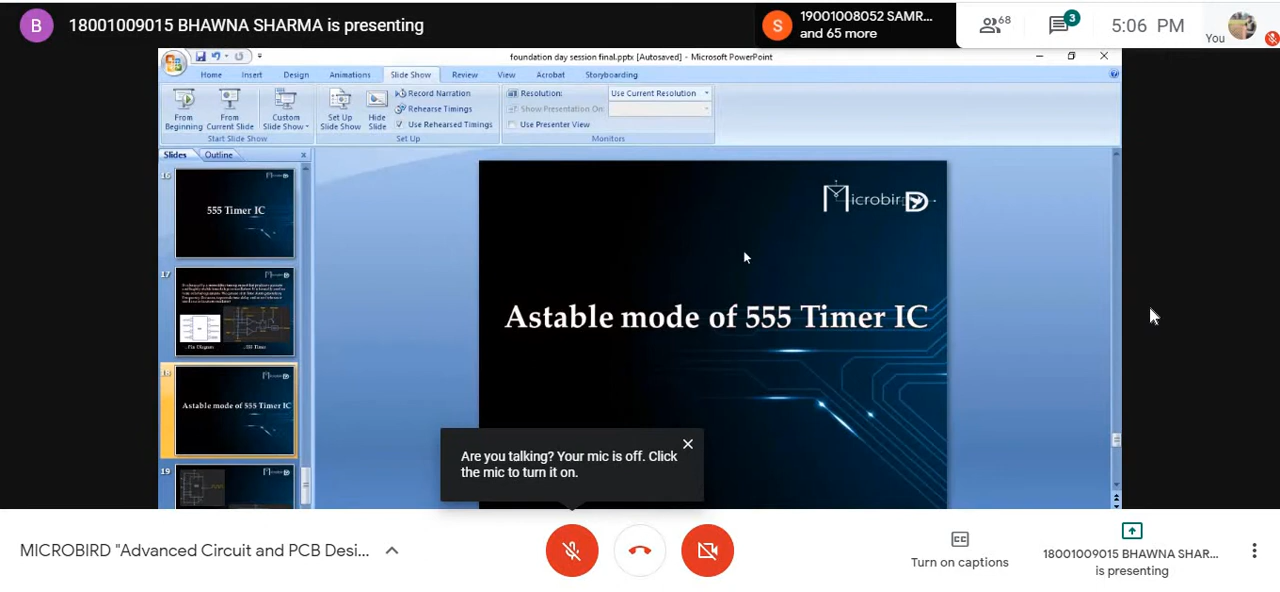 B
18001009015 BHAWNA SHARMA is presenting
S
19001008052 SAMR...
and 65 more
68
3
5:06 PM
You
foundation day session final.pptx [Autosaved] - Microsoft PowerPoint
Home Insert Design Animations Slide Show Review View Acrobat Storyboarding
From Beginning
From Current Slide
Custom Slide Show
Start Slide Show
Set Up Slide Show
Hide Slide
Record Narration
Rehearse Timings
Use Rehearsed Timings
Set Up
Resolution: Use Current Resolution
Show Presentation On:
Use Presenter View
Monitors
Slides Outline
16
555 Timer IC
17
Pin Diagram
555 Timer
18
Astable mode of 555 Timer IC
19
Microbird
Astable mode of 555 Timer IC
Are you talking? Your mic is off. Click
the mic to turn it on.
MICROBIRD "Advanced Circuit and PCB Desi...
CC
Turn on captions
18001009015 BHAWNA SHAR...
is presenting